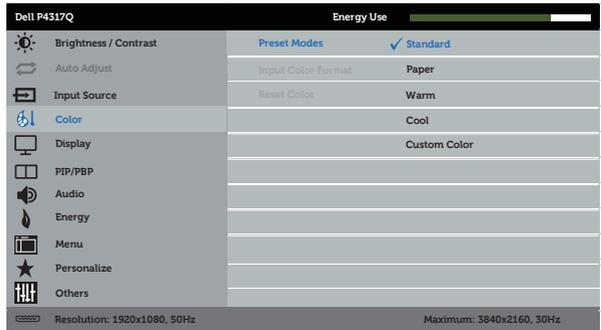 Dell P4317Q Energy Use
Brightness / Contrast Preset Modes Standard
Auto Adjust Input Color Format Paper
Input Source Reset Color Warm
Color Cool
Display Custom Color
PIP/PBP
Audio
Energy
Menu
Personalize
Others
Resolution: 1920x1080, 50Hz Maximum: 3840x2160, 30Hz